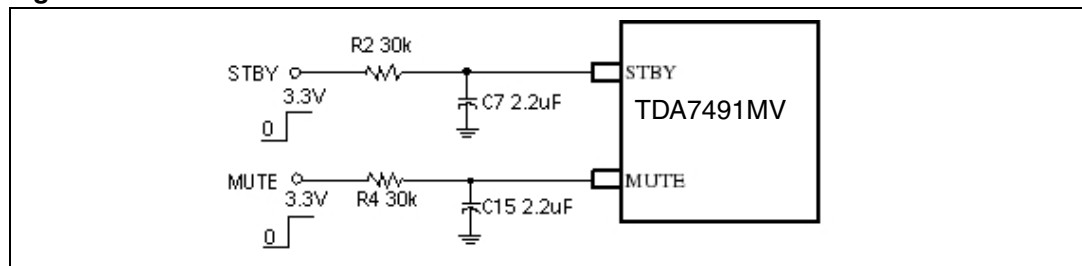 R2 30k
STBY
3.3V
0
C7 2.2uF
STBY
TDA7491MV
MUTE
3.3V
R4 30k
0
C15 2.2uF
MUTE